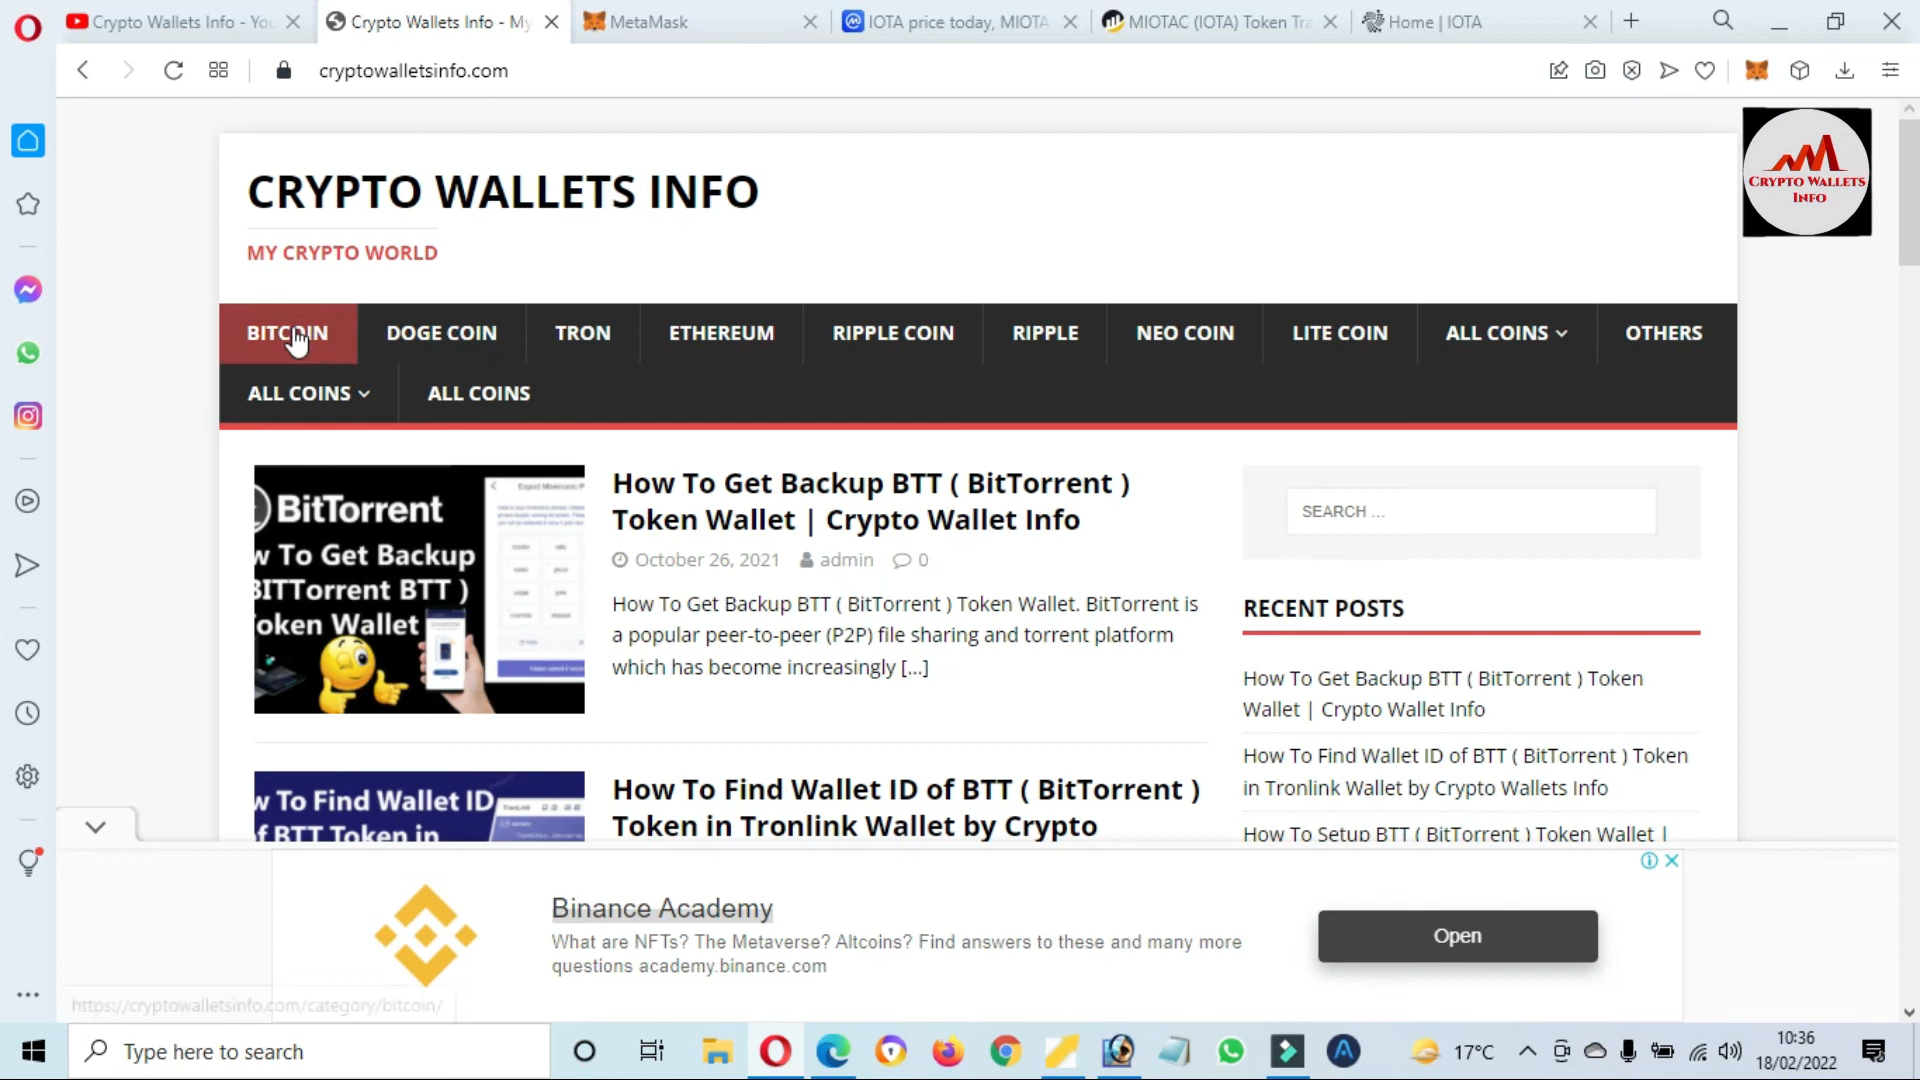 Crypto Wallets Info - You
Crypto Wallets Info - My
MetaMask
IOTA price today, MIOTA
MIOTAC (IOTA) Token Tra
Home | IOTA
cryptowalletsinfo.com
CRYPTO WALLETS INFO
MY CRYPTO WORLD
CRYPTO WALLETS
INFO
BITCOIN
DOGE COIN
TRON
ETHEREUM
RIPPLE COIN
RIPPLE
NEO COIN
LITE COIN
ALL COINS
OTHERS
ALL COINS
ALL COINS
BitTorrent
w To Get Backup
BITTorrent BTT )
oken Wallet
How To Get Backup BTT ( BitTorrent )
Token Wallet | Crypto Wallet Info
October 26, 2021 admin 0
How To Get Backup BTT ( BitTorrent ) Token Wallet. BitTorrent is
a popular peer-to-peer (P2P) file sharing and torrent platform
which has become increasingly [...]
SEARCH ...
RECENT POSTS
How To Get Backup BTT ( BitTorrent ) Token
Wallet | Crypto Wallet Info
How To Find Wallet ID of BTT ( BitTorrent ) Token
in Tronlink Wallet by Crypto Wallets Info
How To Setup BTT ( BitTorrent ) Token Wallet |
w To Find Wallet ID
f BTT Token in
How To Find Wallet ID of BTT ( BitTorrent )
Token in Tronlink Wallet by Crypto
Binance Academy
What are NFTs? The Metaverse? Altcoins? Find answers to these and many more
questions academy.binance.com
Open
https://cryptowalletsinfo.com/category/bitcoin/
Type here to search
17°C
10:36
18/02/2022